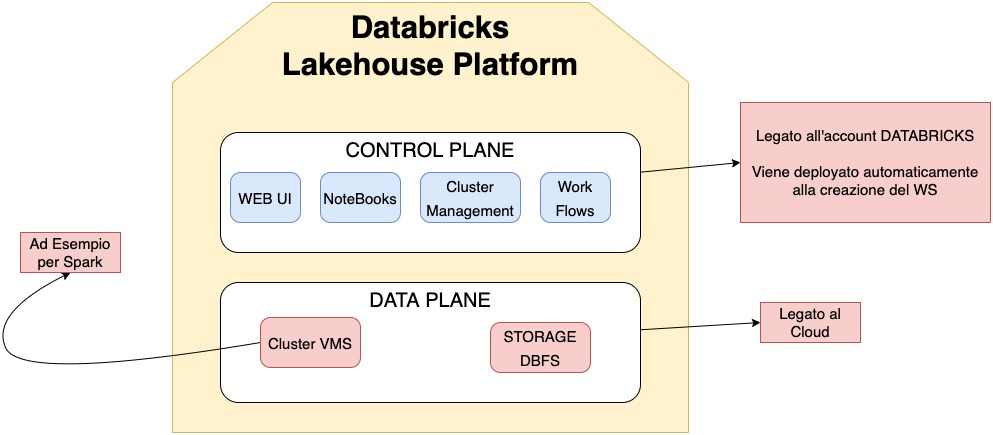 Databricks
Lakehouse Platform
CONTROL PLANE
WEB UI
NoteBooks
Cluster
Management
Work
Flows
Legato all'account DATABRICKS
Viene deployato automaticamente
alla creazione del WS
Ad Esempio
per Spark
DATA PLANE
Cluster VMS
STORAGE
DBFS
Legato al
Cloud